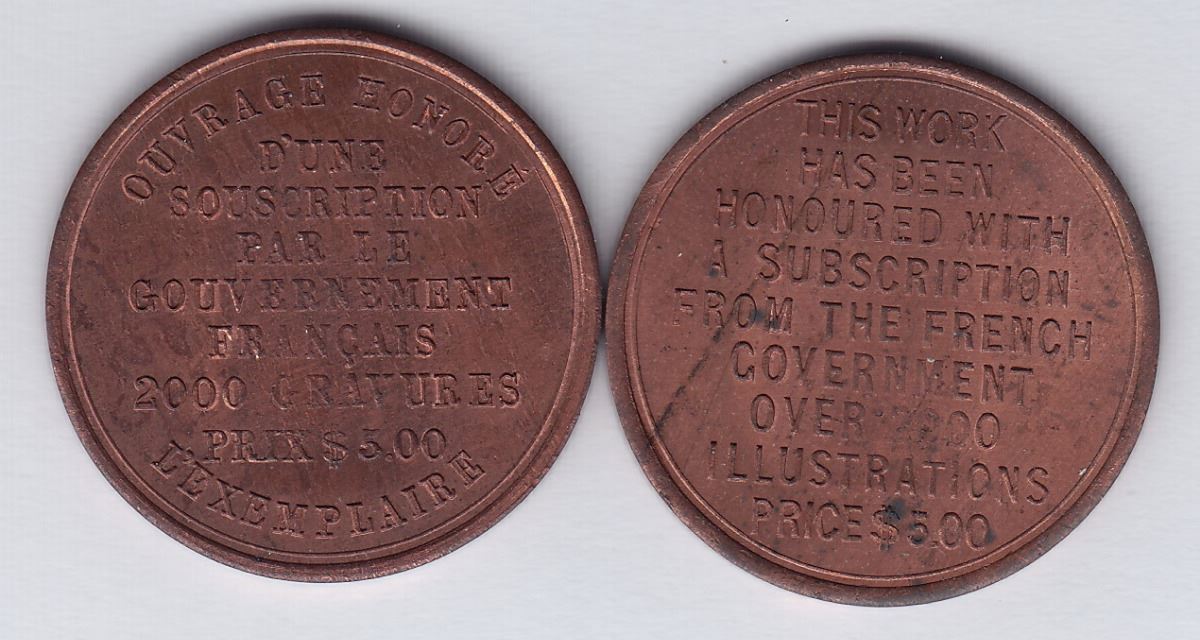 OUVRAGE HONORÉ
D'UNE
SOUSCRIPTION
PAR LE
GOUVERNEMENT
FRANÇAIS
2000 GRAVURES
PRIX $5.00
L'EXEMPLAIRE
THIS WORK
HAS BEEN
HONOURED WITH
A SUBSCRIPTION
FROM THE FRENCH
GOVERNMENT
OVER 2000
ILLUSTRATIONS
PRICE $5.00